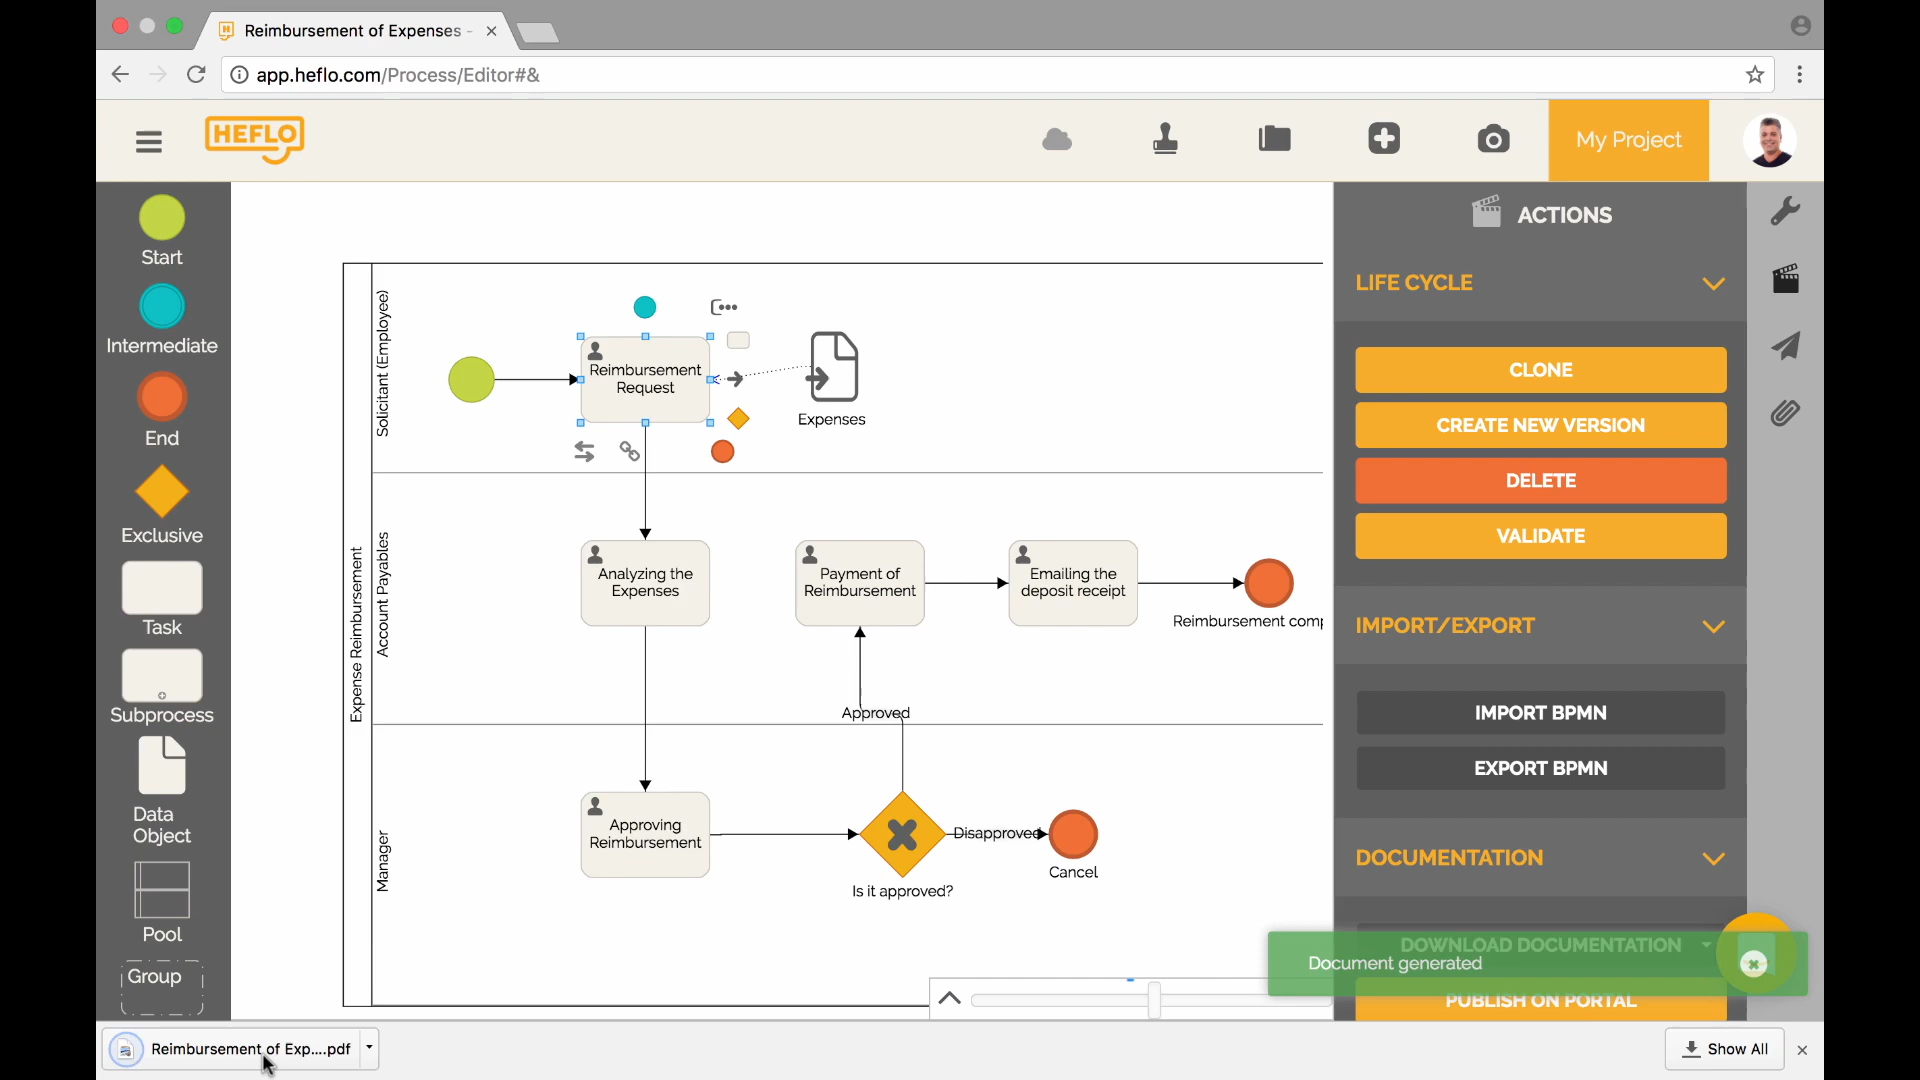 Reimbursement of Expenses -
app.heflo.com/Process/Editor#&
HEFLO
My Project
Start
Intermediate
End
Exclusive
Task
Subprocess
Data
Object
Pool
Group
Expense Reimbursement
Solicitant (Employee)
Account Payables
Manager
Reimbursement
Request
Expenses
Analyzing the
Expenses
Payment of
Reimbursement
Emailing the
deposit receipt
Reimbursement comp
Approved
Approving
Reimbursement
Disapproved
Is it approved?
Cancel
ACTIONS
LIFE CYCLE
CLONE
CREATE NEW VERSION
DELETE
VALIDATE
IMPORT/EXPORT
IMPORT BPMN
EXPORT BPMN
DOCUMENTATION
DOWNLOAD DOCUMENTATION
Document generated
PUBLISH ON PORTAL
Reimbursement of Exp....pdf
Show All